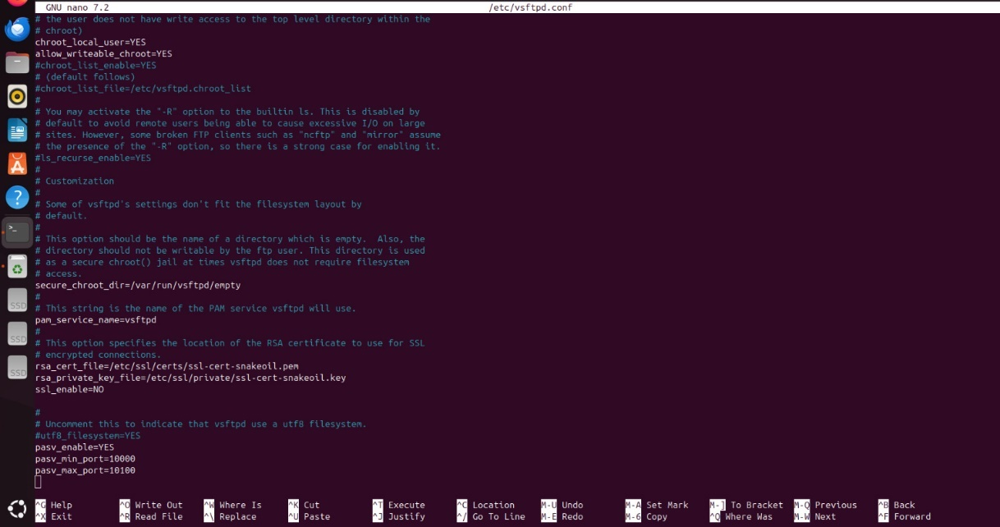 GNU nano 7.2 /etc/vsftpd.conf
# the user does not have write access to the top level directory within the
# chroot)
chroot_local_user=YES
allow_writeable_chroot=YES
#chroot_list_enable=YES
# (default follows)
#chroot_list_file=/etc/vsftpd.chroot_list
#
# You may activate the "-R" option to the builtin ls. This is disabled by
# default to avoid remote users being able to cause excessive I/O on large
# sites. However, some broken FTP clients such as "ncftp" and "mirror" assume
# the presence of the "-R" option, so there is a strong case for enabling it.
#ls_recurse_enable=YES
#
# Customization
#
# Some of vsftpd's settings don't fit the filesystem layout by
# default.
#
# This option should be the name of a directory which is empty.  Also, the
# directory should not be writable by the ftp user. This directory is used
# as a secure chroot() jail at times vsftpd does not require filesystem
# access.
secure_chroot_dir=/var/run/vsftpd/empty
#
# This string is the name of the PAM service vsftpd will use.
pam_service_name=vsftpd
#
# This option specifies the location of the RSA certificate to use for SSL
# encrypted connections.
rsa_cert_file=/etc/ssl/certs/ssl-cert-snakeoil.pem
rsa_private_key_file=/etc/ssl/private/ssl-cert-snakeoil.key
ssl_enable=NO
#
# Uncomment this to indicate that vsftpd use a utf8 filesystem.
#utf8_filesystem=YES
pasv_enable=YES
pasv_min_port=10000
pasv_max_port=10100
^G Help ^O Write Out ^W Where Is ^K Cut ^T Execute ^C Location M-U Undo M-A Set Mark M-] To Bracket M-Q Previous ^B Back
^X Exit ^R Read File ^\ Replace ^U Paste ^J Justify ^/ Go To Line M-E Redo M-6 Copy ^Q Where Was M-W Next ^F Forward
SSD
SSD
SSD